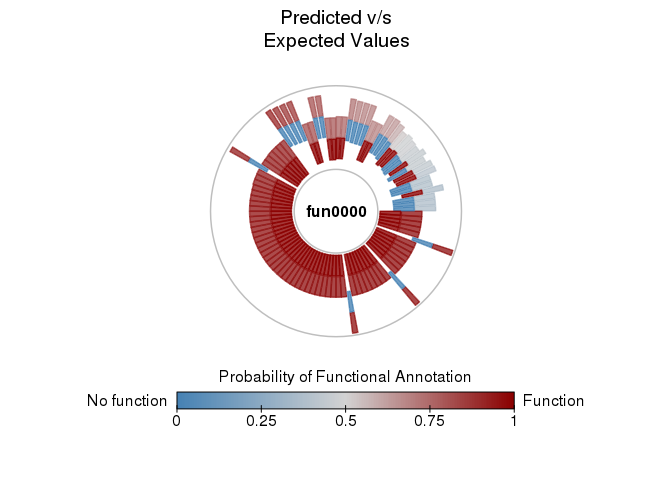 Predicted v/s
Expected Values
fun0000
Probability of Functional Annotation
No function
Function
0 0.25 0.5 0.75 1